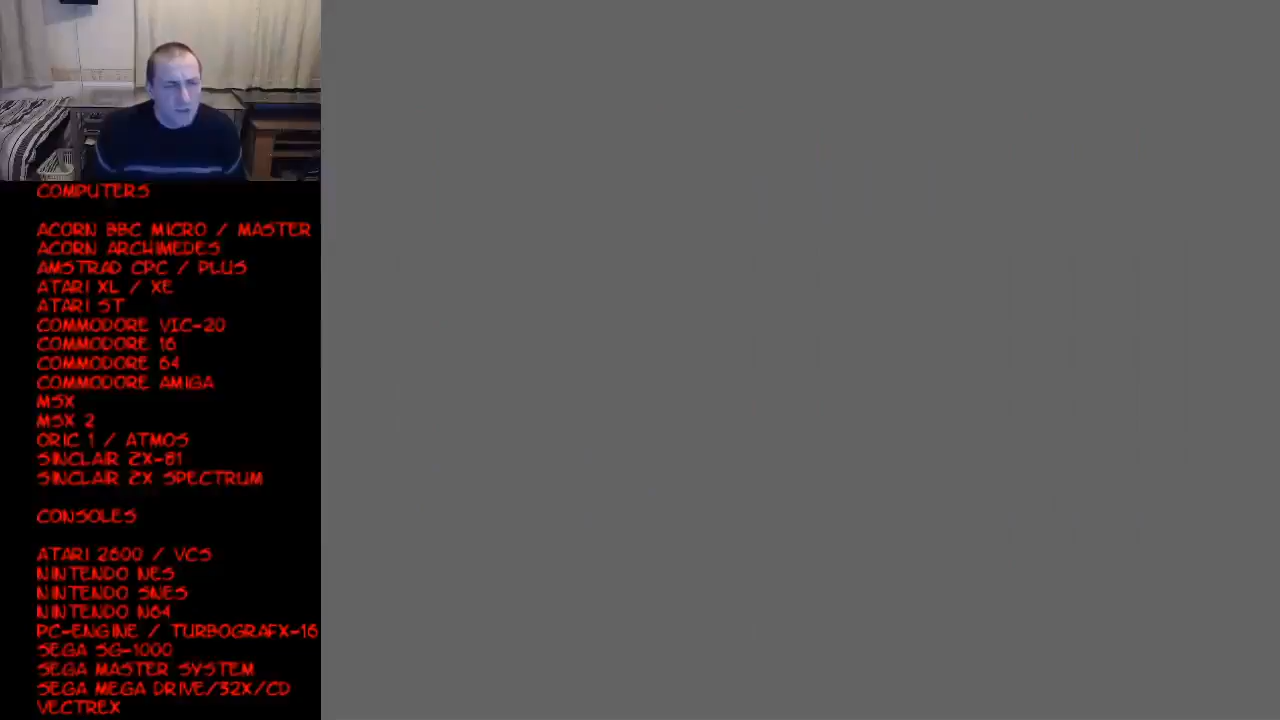 COMPUTERS
ACORN BBC MICRO / MASTER
ACORN ARCHIMEDES
AMSTRAD CPC / PLUS
ATARI XL / XE
ATARI ST
COMMODORE VIC-20
COMMODORE 16
COMMODORE 64
COMMODORE AMIGA
MSX
MSX 2
ORIC 1 / ATMOS
SINCLAIR ZX-81
SINCLAIR ZX SPECTRUM
CONSOLES
ATARI 2600 / VCS
NINTENDO NES
NINTENDO SNES
NINTENDO N64
PC-ENGINE / TURBOGRAFX-16
SEGA SG-1000
SEGA MASTER SYSTEM
SEGA MEGA DRIVE/32X/CD
VECTREX